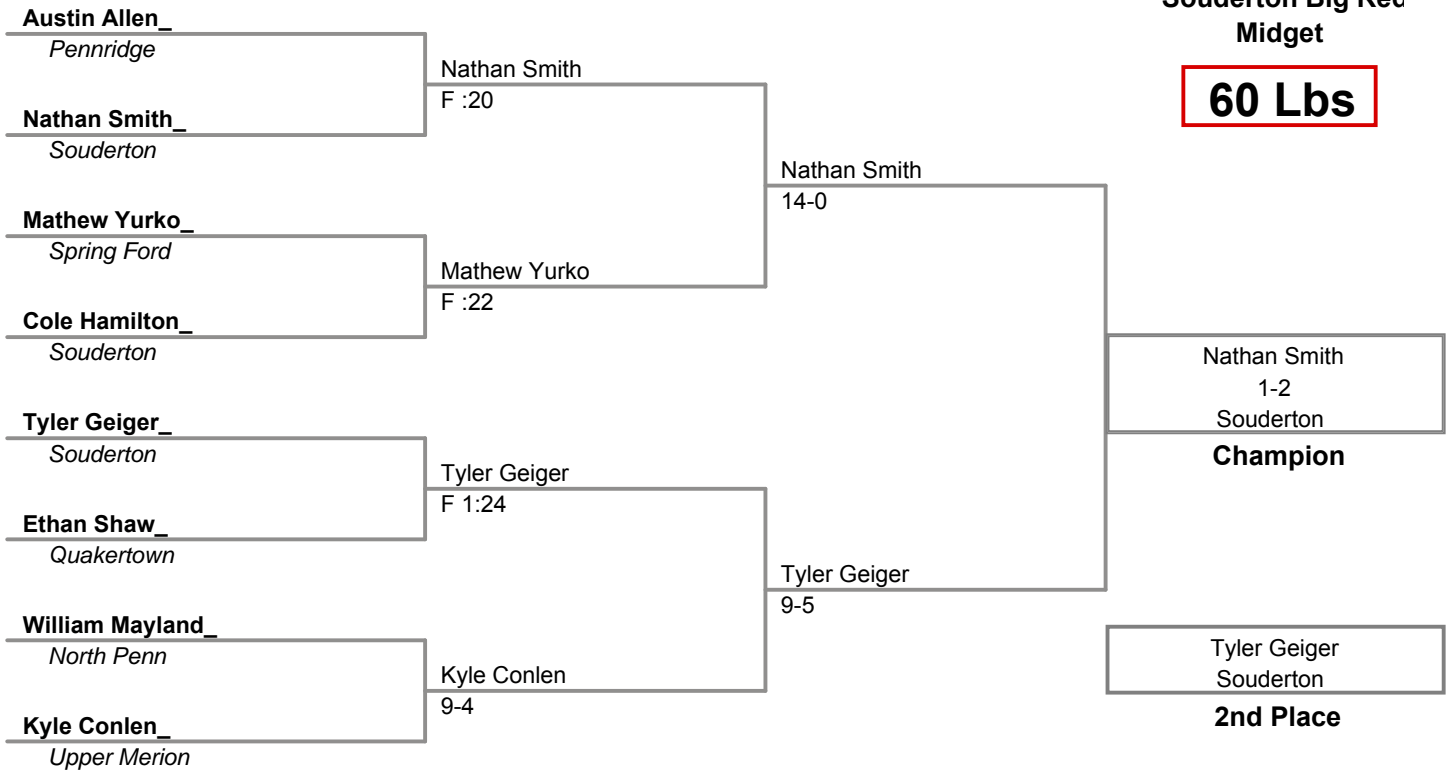 Souderton Big Red
Midget
60 Lbs
Austin Allen_
Pennridge
Nathan Smith
F :20
Nathan Smith_
Souderton
Nathan Smith
14-0
Mathew Yurko_
Spring Ford
Mathew Yurko
F :22
Cole Hamilton_
Souderton
Nathan Smith
1-2
Souderton
Champion
Tyler Geiger_
Souderton
Tyler Geiger
F 1:24
Ethan Shaw_
Quakertown
Tyler Geiger
9-5
William Mayland_
North Penn
Kyle Conlen
9-4
Kyle Conlen_
Upper Merion
Tyler Geiger
Souderton
2nd Place